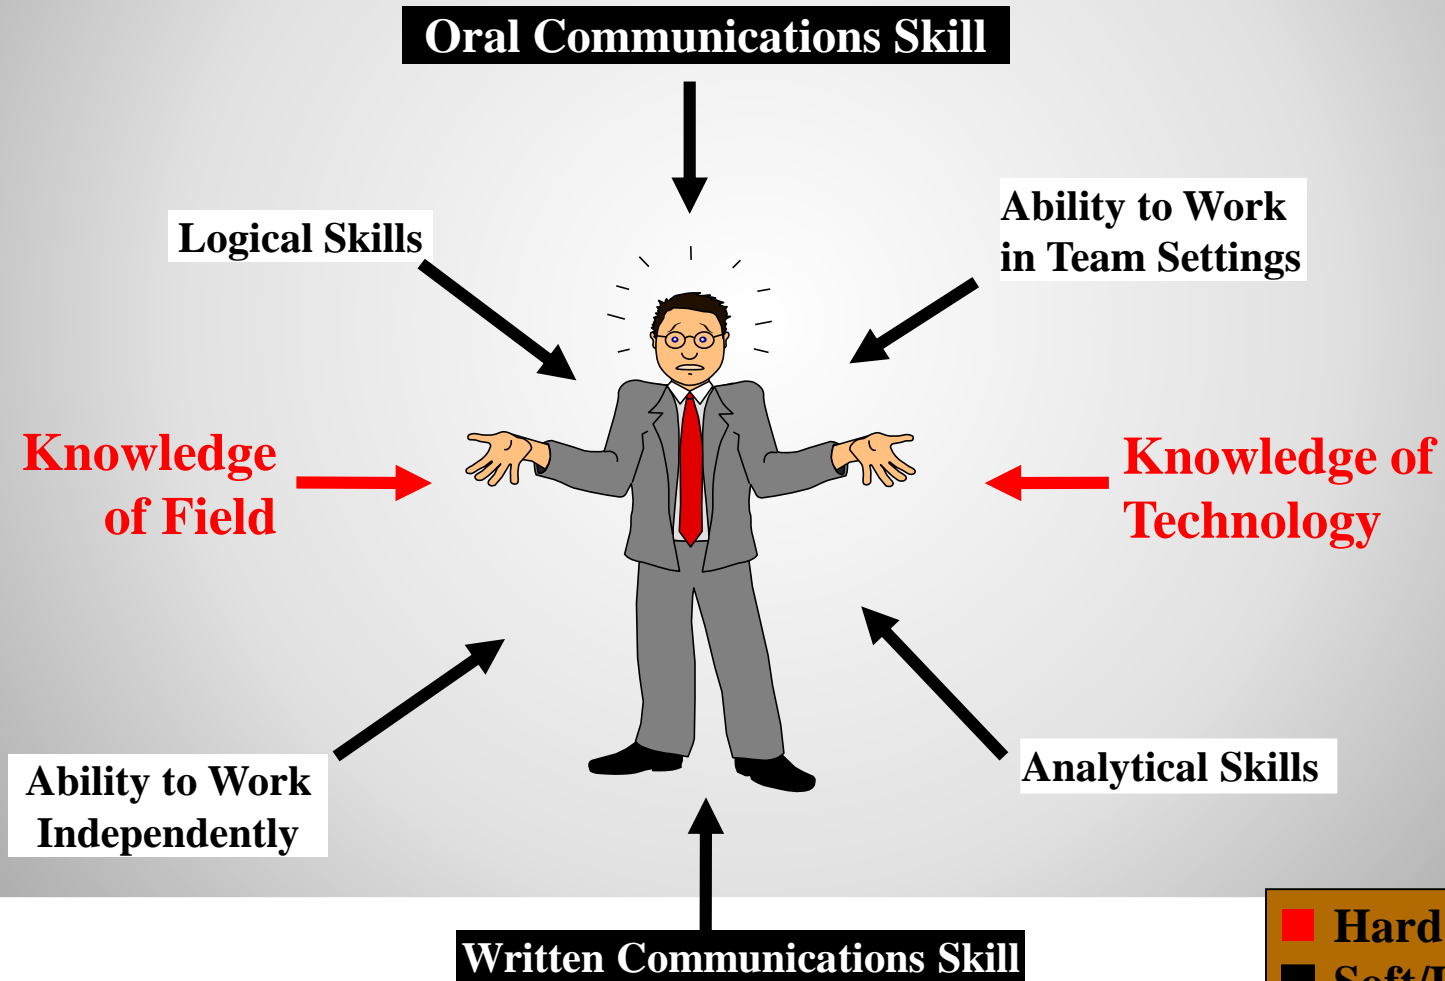 Oral Communications Skill
Logical Skills
Ability to Work
in Team Settings
Knowledge
of Field
Knowledge of
Technology
Ability to Work
Independently
Analytical Skills
Written Communications Skill
Hard